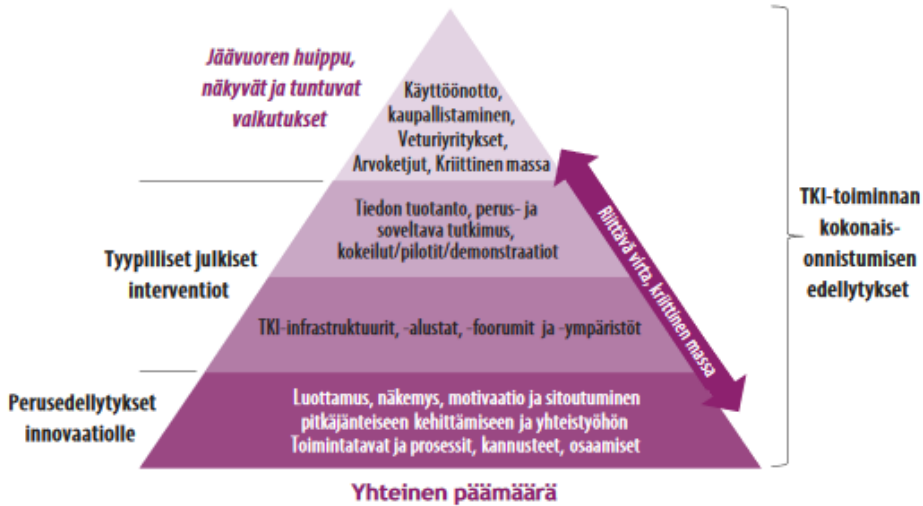 Jäävuoren huippu,
näkyvät ja tuntuvat
vaikutukset
Käyttöönotto,
kaupallistaminen,
Veturiyritykset,
Arvoketjut, Kriittinen massa
Tyypilliset julkiset
interventiot
Tiedon tuotanto, perus- ja
soveltava tutkimus,
kokeilut/pilotit/demonstraatiot
TKI-infrastruktuurit, -alustat, -foorumit ja -ympäristöt
Perusedellytykset
innovaatiolle
Luottamus, näkemys, motivaatio ja sitoutuminen
pitkäjänteiseen kehittämiseen ja yhteistyöhön
Toimintatavat ja prosessit, kannusteet, osaamiset
Riittävä virta, kriittinen massa
TKI-toiminnan
kokonais-
onnistumisen
edellytykset
Yhteinen päämäärä